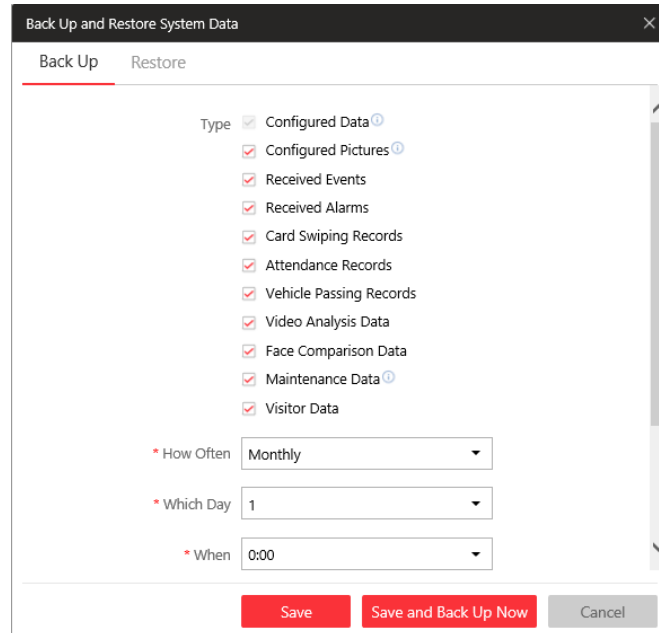 Back Up and Restore System Data
Back Up Restore
Type Configured Data
Configured Pictures
Received Events
Received Alarms
Card Swiping Records
Attendance Records
Vehicle Passing Records
Video Analysis Data
Face Comparison Data
Maintenance Data
Visitor Data
* How Often Monthly
* Which Day 1
* When 0:00
Save Save and Back Up Now Cancel